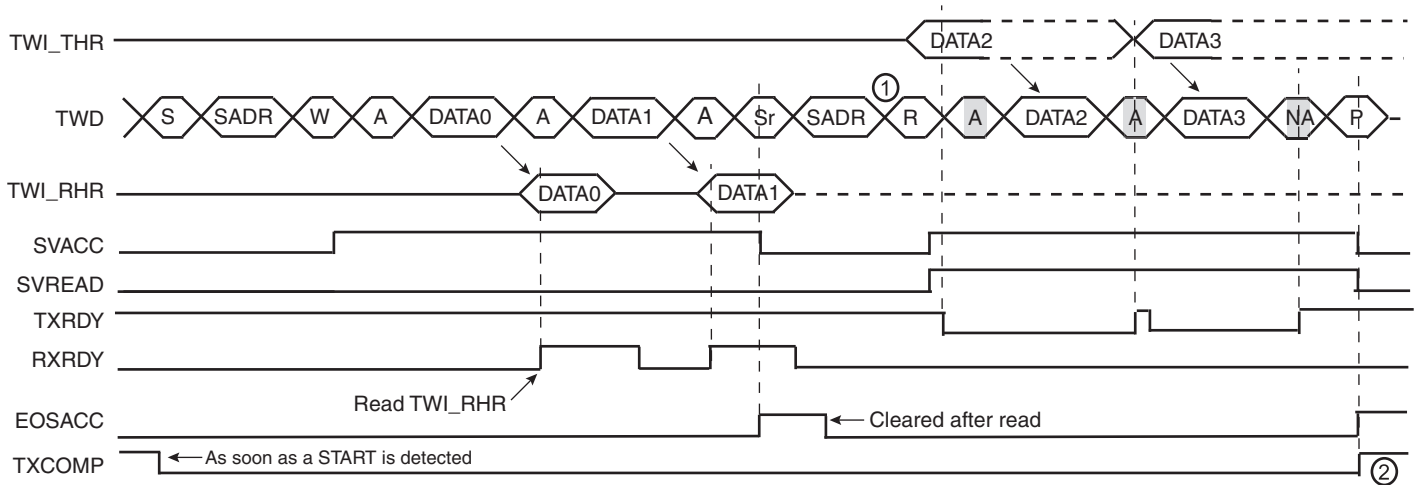 TWI_THR DATA2 DATA3
①
TWD S SADR W A DATA0 A DATA1 A Sr SADR R A DATA2 A DATA3 NA P
TWI_RHR DATA0 DATA1
SVACC
SVREAD
TXRDY
RXRDY
Read TWI_RHR
EOSACC Cleared after read
TXCOMP As soon as a START is detected ②